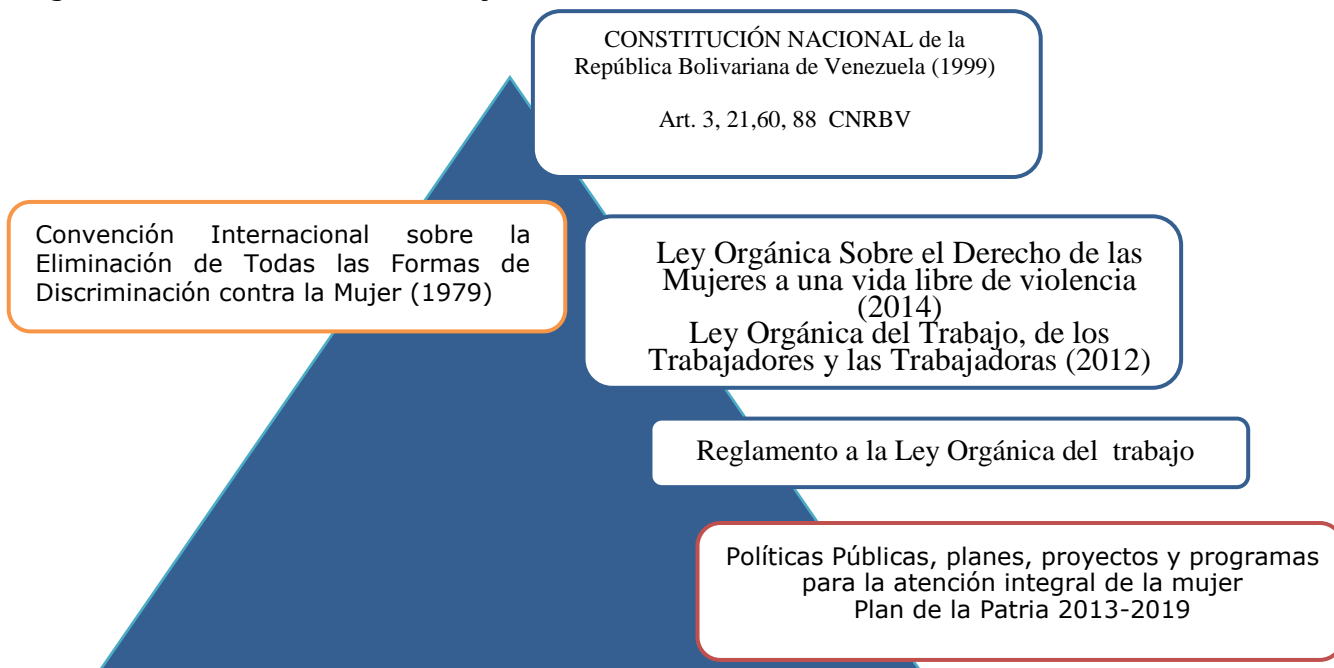 CONSTITUCIÓN NACIONAL de la
República Bolivariana de Venezuela (1999)
Art. 3, 21,60, 88 CNRBV
Convención Internacional sobre la
Eliminación de Todas las Formas de
Discriminación contra la Mujer (1979)
Ley Orgánica Sobre el Derecho de las
Mujeres a una vida libre de violencia
(2014)
Ley Orgánica del Trabajo, de los
Trabajadores y las Trabajadoras (2012)
Reglamento a la Ley Orgánica del trabajo
Políticas Públicas, planes, proyectos y programas
para la atención integral de la mujer
Plan de la Patria 2013-2019